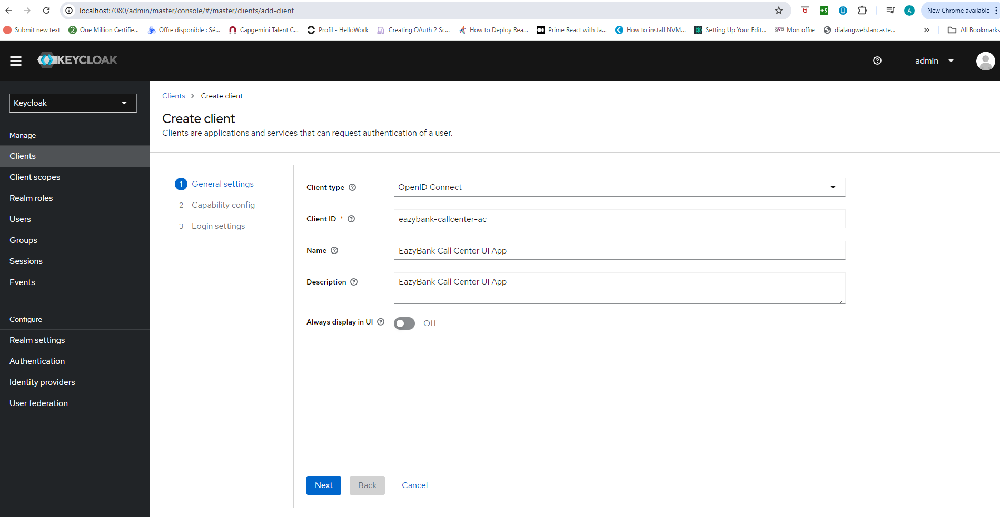 localhost:7080/admin/master/console/#/master/clients/add-client
New Chrome available
Submit new text
One Million Certifie...
Offre disponible : Sé...
Capgemini Talent C...
Profil - HelloWork
Creating OAuth 2 Sc...
How to Deploy Rea...
Prime React with Ja...
How to install NVM...
Setting Up Your Edit...
Mon offre
dialangweb.lancaste...
All Bookmarks
KEYCLOAK
admin
Keycloak
Manage
Clients
Client scopes
Realm roles
Users
Groups
Sessions
Events
Configure
Realm settings
Authentication
Identity providers
User federation
Clients > Create client
Create client
Clients are applications and services that can request authentication of a user.
1 General settings
2 Capability config
3 Login settings
Client type
OpenID Connect
Client ID *
eazybank-callcenter-ac
Name
EazyBank Call Center UI App
Description
EazyBank Call Center UI App
Always display in UI
Off
Next
Back
Cancel